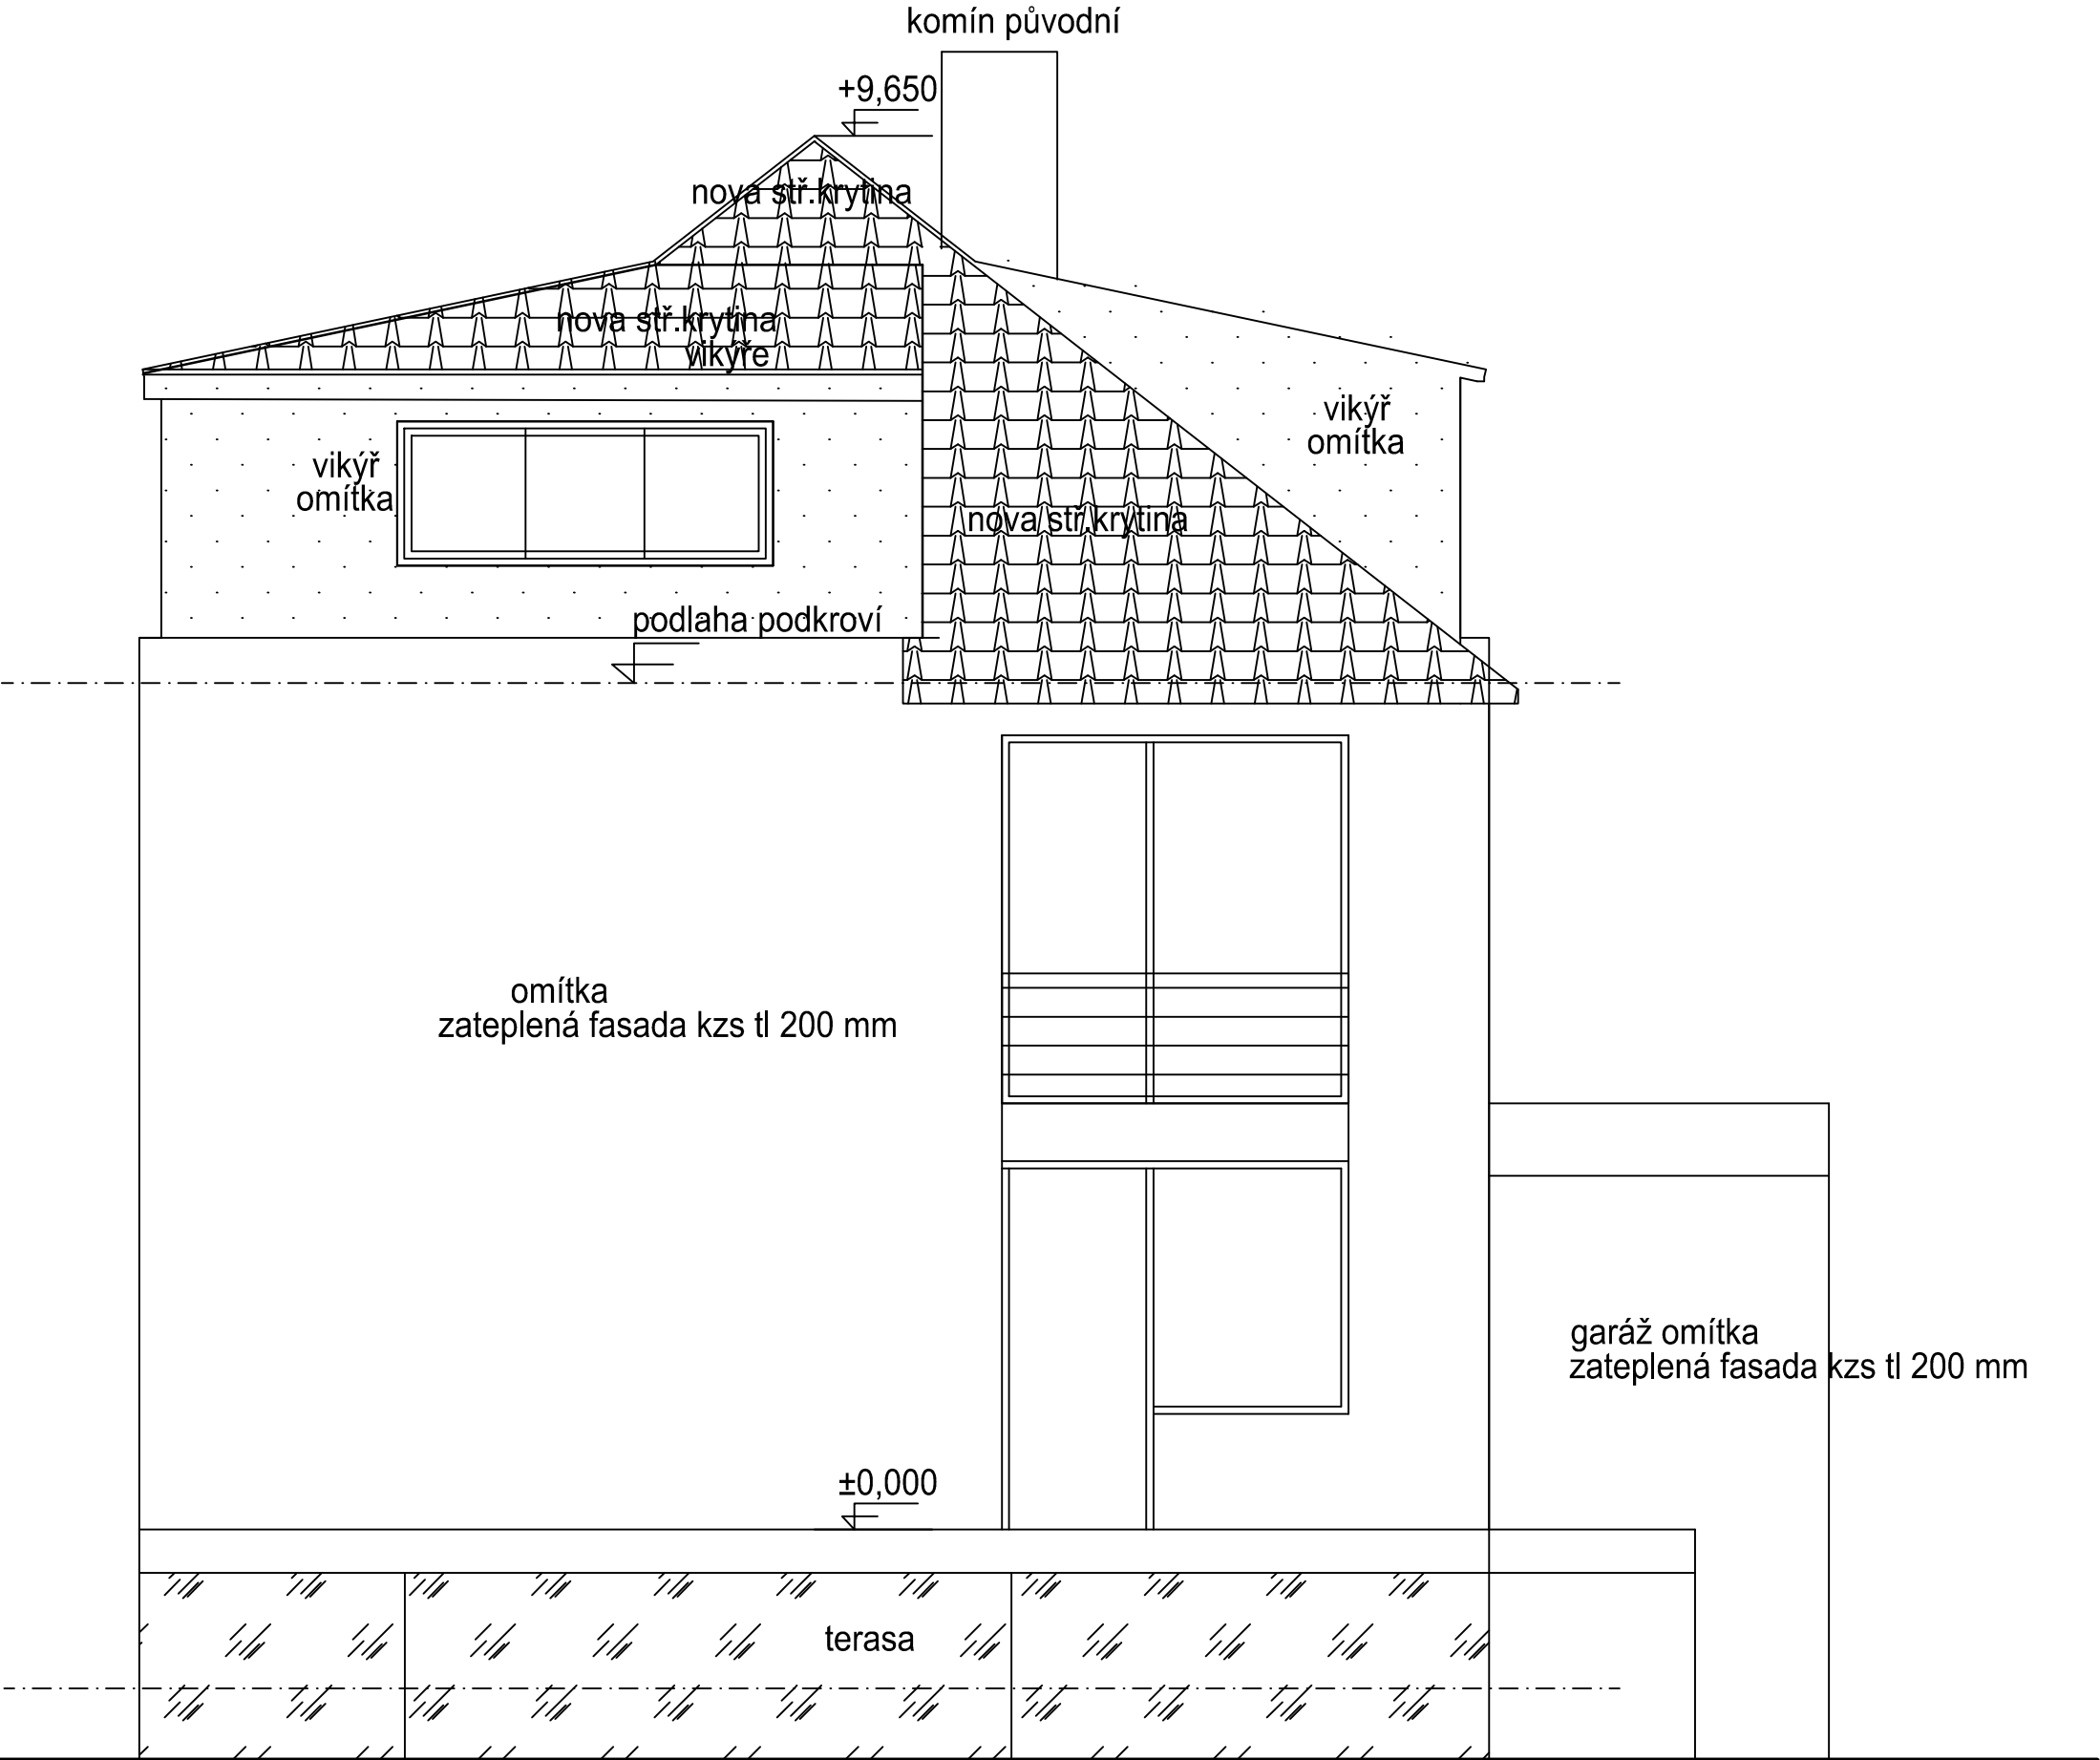 komín původní
+9,650
nova stř.krytina
nova stř.krytina
vikýře
vikýř
omítka
vikýř
omítka
nova stř.krytina
podlaha podkroví
omítka
zateplená fasada kzs tl 200 mm
garáž omítka
zateplená fasada kzs tl 200 mm
±0,000
terasa